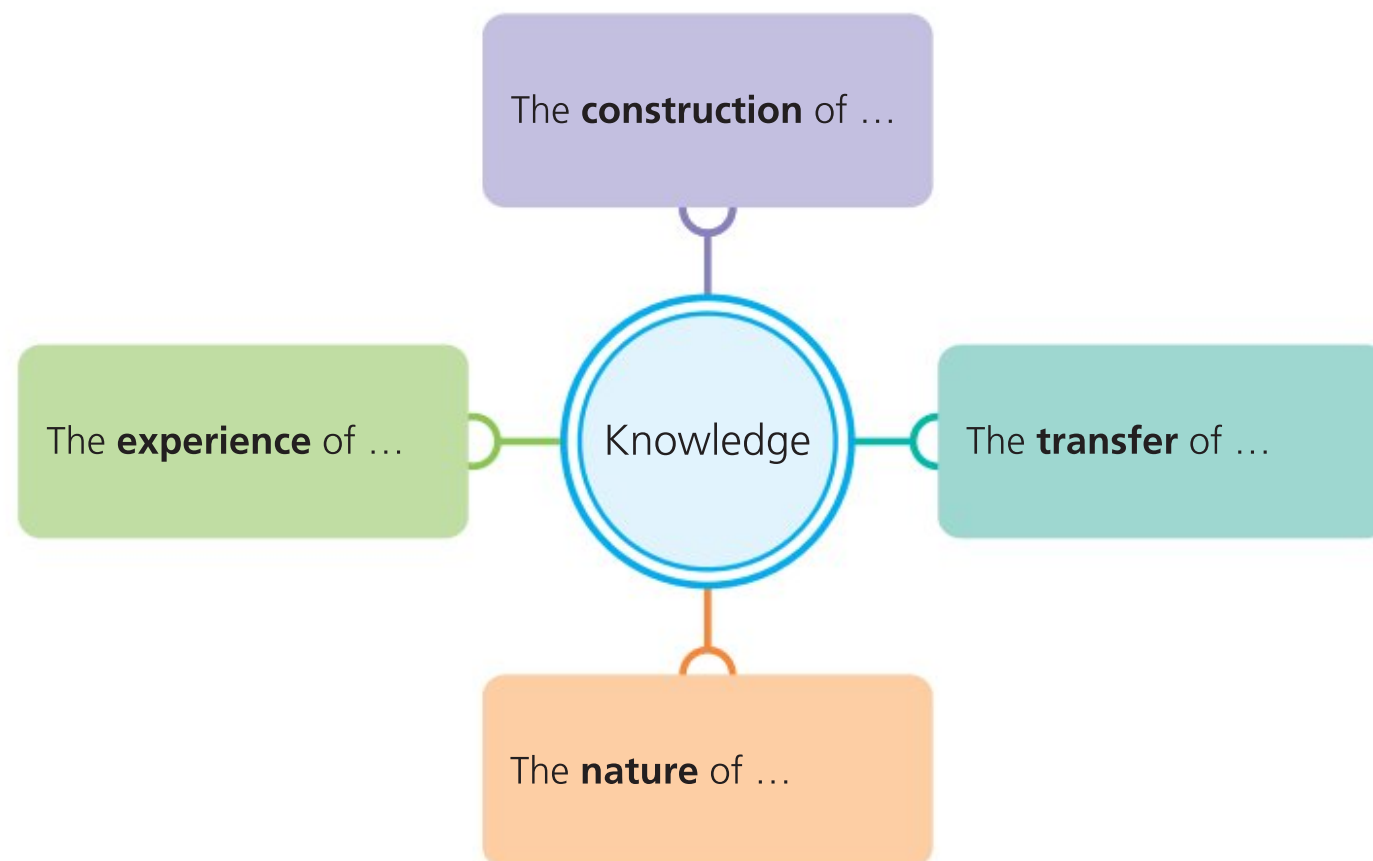 The construction of …
The experience of …
Knowledge
The transfer of …
The nature of …